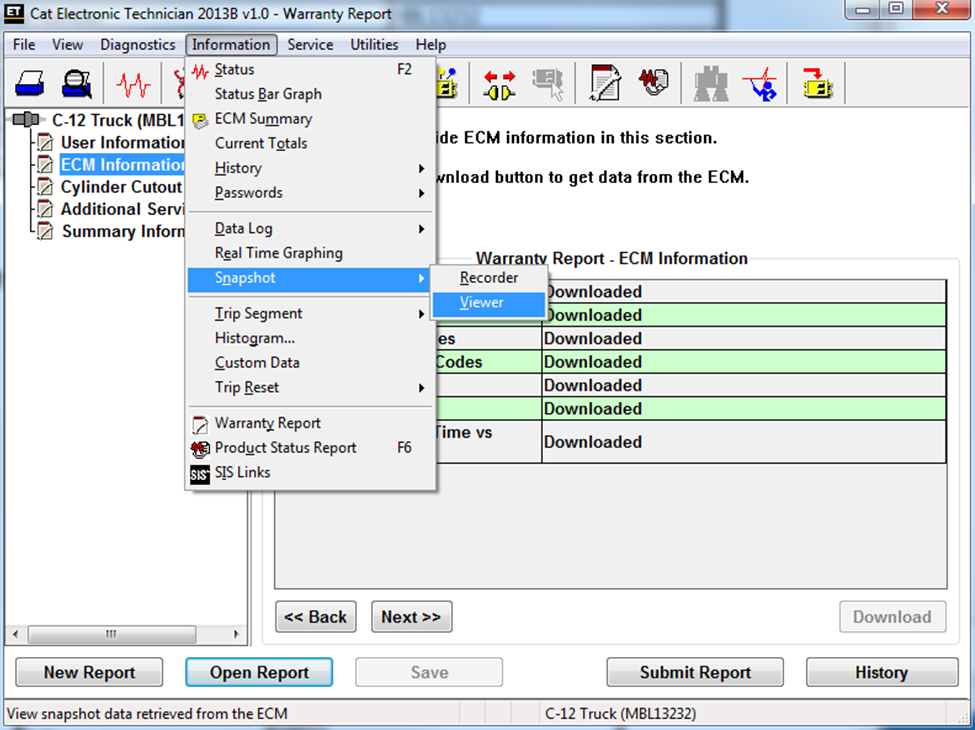 ET Cat Electronic Technician 2013B v1.0 - Warranty Report
File View Diagnostics Information Service Utilities Help
Status F2
Status Bar Graph
ECM Summary
Current Totals
History
Passwords
Data Log
Real Time Graphing
Snapshot
Trip Segment
Histogram...
Custom Data
Trip Reset
Warranty Report
Product Status Report F6
SIS SIS Links
Recorder
Viewer
C-12 Truck (MBL1
User Information
ECM Information
Cylinder Cutout
Additional Servi
Summary Inform
ide ECM information in this section.
wnload button to get data from the ECM.
Warranty Report - ECM Information
Downloaded
Downloaded
es Downloaded
Codes Downloaded
Downloaded
Downloaded
Time vs
Downloaded
<< Back Next >> Download
New Report Open Report Save Submit Report History
View snapshot data retrieved from the ECM C-12 Truck (MBL13232)